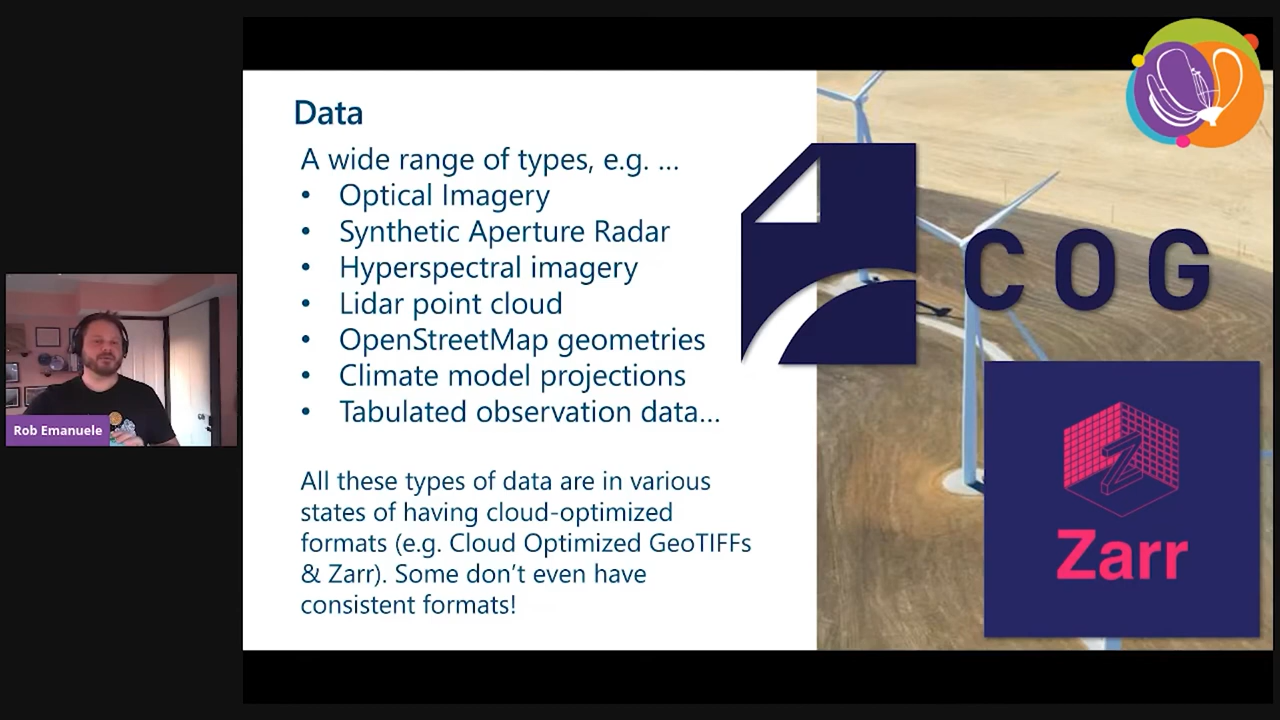 Data
A wide range of types, e.g. ...
• Optical Imagery
• Synthetic Aperture Radar
• Hyperspectral imagery
• Lidar point cloud
• OpenStreetMap geometries
• Climate model projections
• Tabulated observation data...
All these types of data are in various
states of having cloud-optimized
formats (e.g. Cloud Optimized GeoTIFFs
& Zarr). Some don't even have
consistent formats!
COG
Z
Zarr
Rob Emanuele